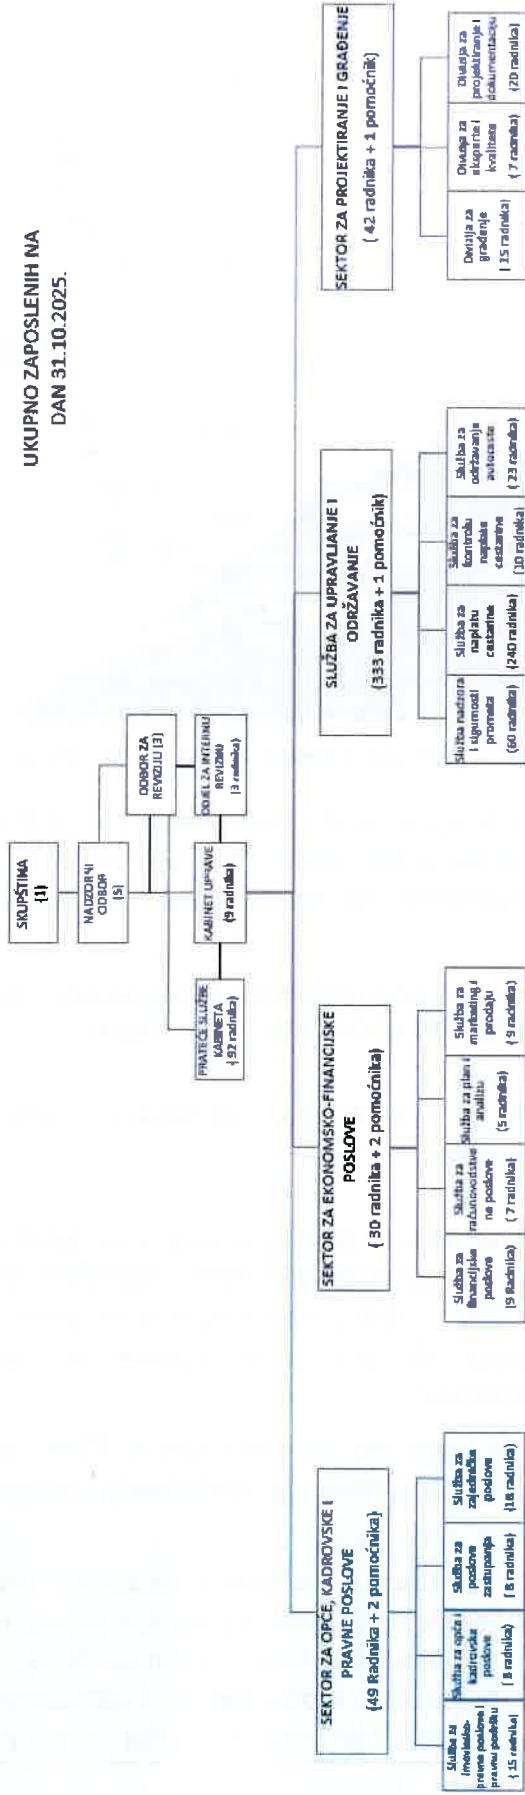 UKUPNO ZAPOSLENIH NA
DAN 31.10.2025.
SKUPŠTINA
(1)
NADZORNI
ODBOR
(5)
ODBOR ZA
REVIZIJU (3)
PRATEĆE SLUŽBE
KABINETA
( 92 radnika)
KABINET UPRAVE
(9 radnika)
ODJEL ZA INTERNU
REVIZIJU
(3 radnika)
SEKTOR ZA OPĆE, KADROVSKE I
PRAVNE POSLOVE
(49 Radnika + 2 pomoćnika)
SEKTOR ZA EKONOMSKO-FINANCIJSKE
POSLOVE
( 30 radnika + 2 pomoćnika)
SLUŽBA ZA UPRAVLJANJE I
ODRŽAVANJE
(333 radnika + 1 pomoćnik)
SEKTOR ZA PROJEKTIRANJE I GRAĐENJE
( 42 radnika + 1 pomoćnik)
Služba za
imovinsko-
pravne poslove i
pravnu podršku
( 15 radnika)
Služba za opće i
kadrovske
poslove
( 8 radnika)
Služba za
poslove
zastupanja
( 8 radnika)
Služba za
zajedničke
poslove
(18 radnika)
Služba za
financijske
poslove
(9 Radnika)
Služba za
računovodstve
ne poslove
( 7 radnika)
Služba za plan i
analizu
(5 radnika)
Služba za
marketing i
prodaju
( 9 radnika)
Služba nadzora
i sigurnosti
prometa
(60 radnika)
Služba za
naplatu
cestarine
(240 radnika)
Služba za
kontrolu
naplate
cestarine
(10 radnika)
Služba za
održavanje
autoceste
( 23 radnika)
Divizija za
građenje
( 15 radnika)
Divizija za
eksperte i
kvalitete
( 7 radnika)
Divizija za
projektiranje i
dokumentaciju
(20 radnika)